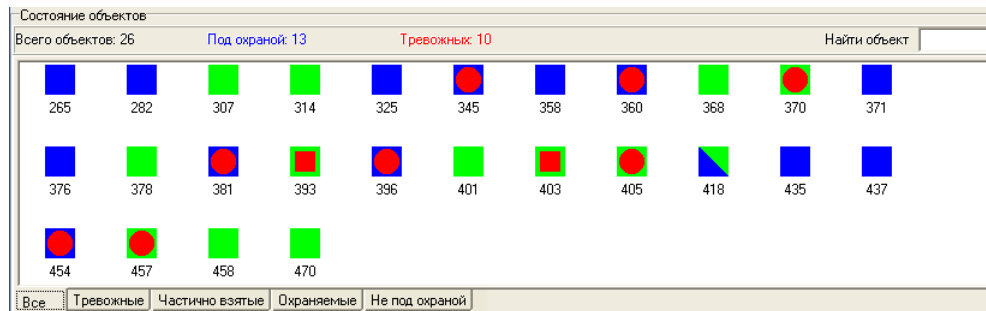 Состояние объектов
Всего объектов: 26 Под охраной: 13 Тревожных: 10 Найти объект
265 282 307 314 325 345 358 360 368 370 371
376 378 381 393 396 401 403 405 418 435 437
454 457 458 470
Все Тревожные Частично взятые Охраняемые Не под охраной